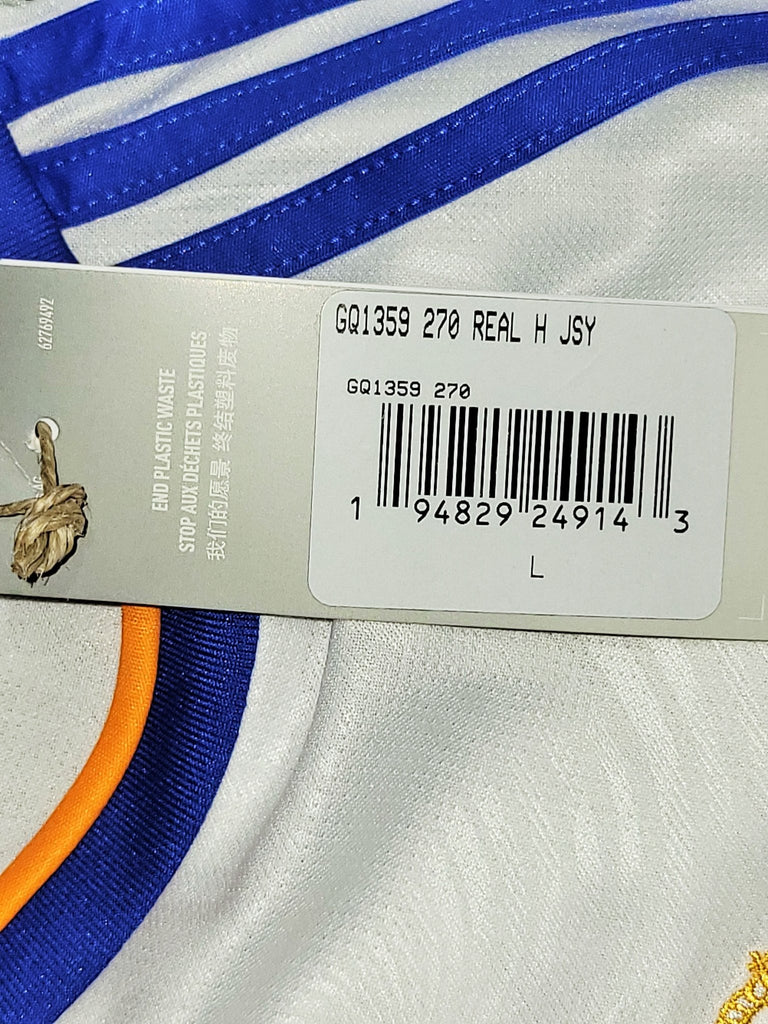 GQ1359 270 REAL H JSY
GQ1359 270
1 94829 24914 3
L
62769492
END PLASTIC WASTE
STOP AUX DÉCHETS PLASTIQUES
我们的愿景 终结塑料废物